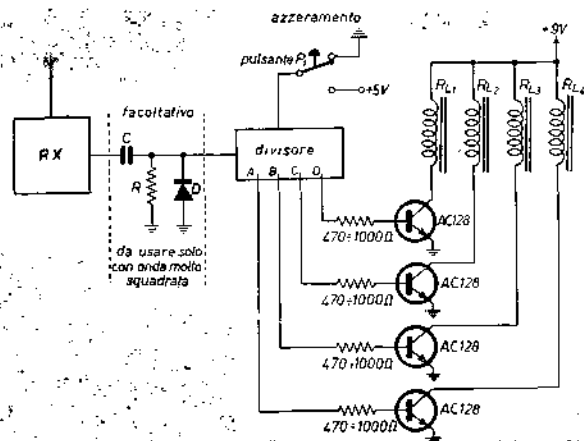 azzeramento
+9V
pulsante P1
+5V
RL1
RL2
RL3
RL4
facoltativo
C
RX
R
D
divisore
A B C D
da usare solo
con onda molto
squadrata
470÷1000Ω
AC128
470÷1000Ω
AC128
470÷1000Ω
AC128
470÷1000Ω
AC128